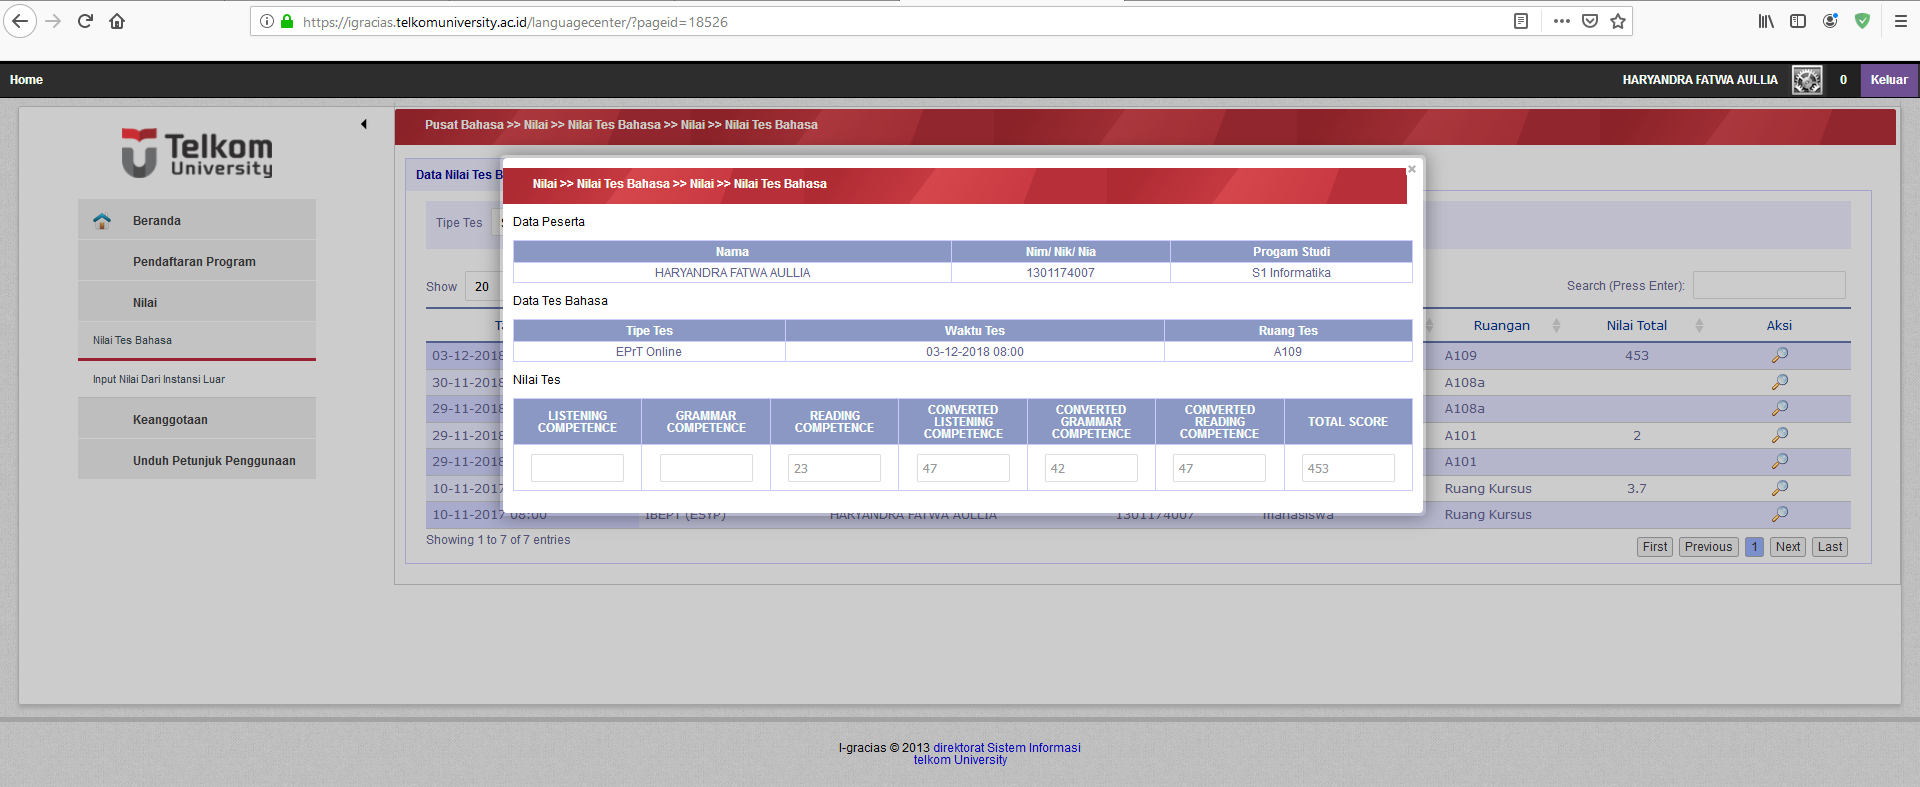 https://igracias.telkomuniversity.ac.id/languagecenter/?pageid=18526
Home
HARYANDRA FATWA AULLIA
0
Keluar
Telkom
University
Beranda
Pendaftaran Program
Nilai
Nilai Tes Bahasa
Input Nilai Dari Instansi Luar
Keanggotaan
Unduh Petunjuk Penggunaan
Pusat Bahasa >> Nilai >> Nilai Tes Bahasa >> Nilai >> Nilai Tes Bahasa
Data Nilai Tes B
Tipe Tes
Show 20
Search (Press Enter):
Ruangan Nilai Total Aksi
03-12-2018 A109 453
30-11-2018 A108a
29-11-2018 A108a
29-11-2018 A101 2
29-11-2018 A101
10-11-2017 Ruang Kursus 3.7
10-11-2017 08:00 IBEPT (ESYP) HARYANDRA FATWA AULLIA 1301174007 Mahasiswa Ruang Kursus
Showing 1 to 7 of 7 entries
First Previous 1 Next Last
Nilai >> Nilai Tes Bahasa >> Nilai >> Nilai Tes Bahasa
Data Peserta
Nama Nim/ Nik/ Nia Progam Studi
HARYANDRA FATWA AULLIA 1301174007 S1 Informatika
Data Tes Bahasa
Tipe Tes Waktu Tes Ruang Tes
EPrT Online 03-12-2018 08:00 A109
Nilai Tes
LISTENING COMPETENCE GRAMMAR COMPETENCE READING COMPETENCE CONVERTED LISTENING COMPETENCE CONVERTED GRAMMAR COMPETENCE CONVERTED READING COMPETENCE TOTAL SCORE
23 47 42 47 453
I-gracias © 2013 direktorat Sistem Informasi
telkom University